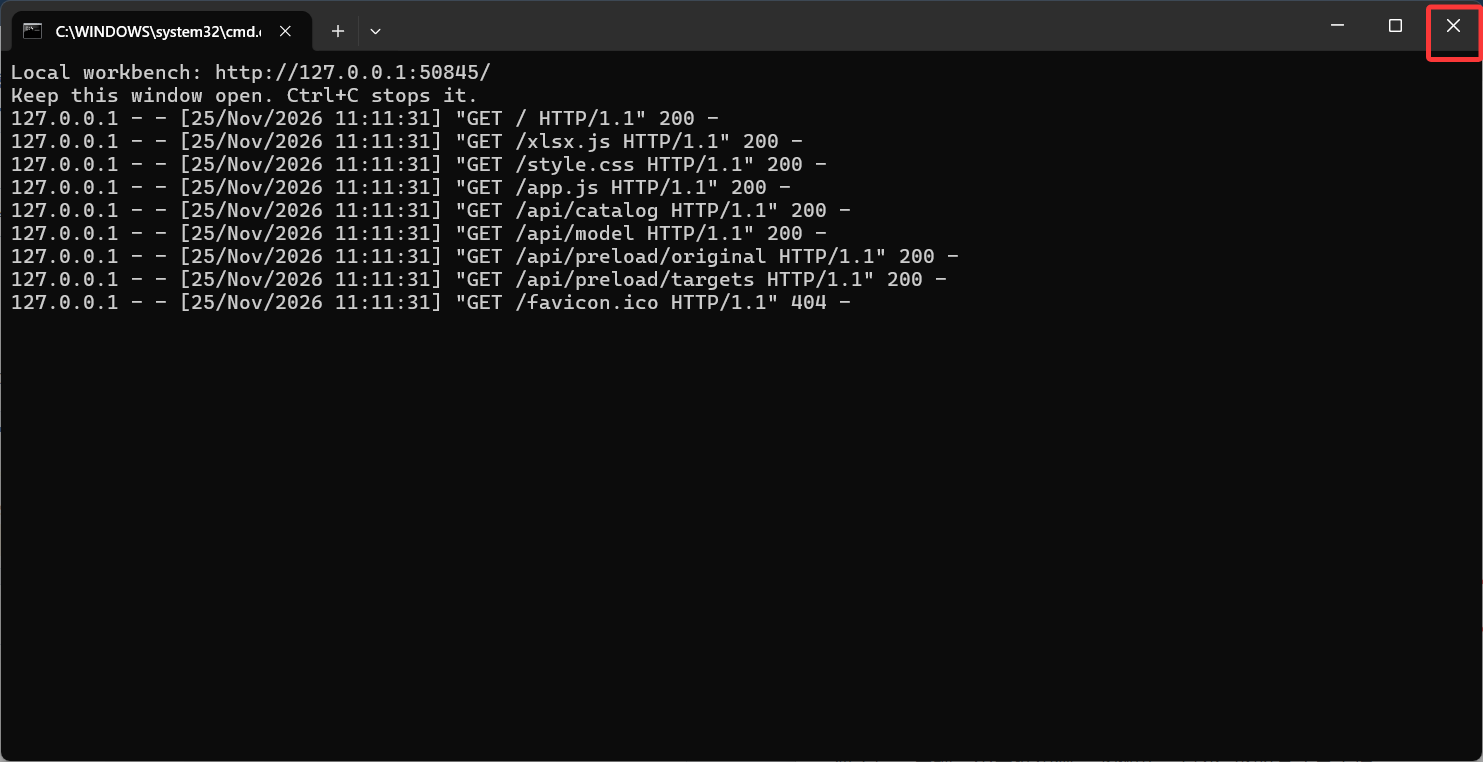 C:\WINDOWS\system32\cmd.
Local workbench: http://127.0.0.1:50845/
Keep this window open. Ctrl+C stops it.
127.0.0.1 - - [25/Nov/2026 11:11:31] "GET / HTTP/1.1" 200 -
127.0.0.1 - - [25/Nov/2026 11:11:31] "GET /xlsx.js HTTP/1.1" 200 -
127.0.0.1 - - [25/Nov/2026 11:11:31] "GET /style.css HTTP/1.1" 200 -
127.0.0.1 - - [25/Nov/2026 11:11:31] "GET /app.js HTTP/1.1" 200 -
127.0.0.1 - - [25/Nov/2026 11:11:31] "GET /api/catalog HTTP/1.1" 200 -
127.0.0.1 - - [25/Nov/2026 11:11:31] "GET /api/model HTTP/1.1" 200 -
127.0.0.1 - - [25/Nov/2026 11:11:31] "GET /api/preload/original HTTP/1.1" 200 -
127.0.0.1 - - [25/Nov/2026 11:11:31] "GET /api/preload/targets HTTP/1.1" 200 -
127.0.0.1 - - [25/Nov/2026 11:11:31] "GET /favicon.ico HTTP/1.1" 404 -